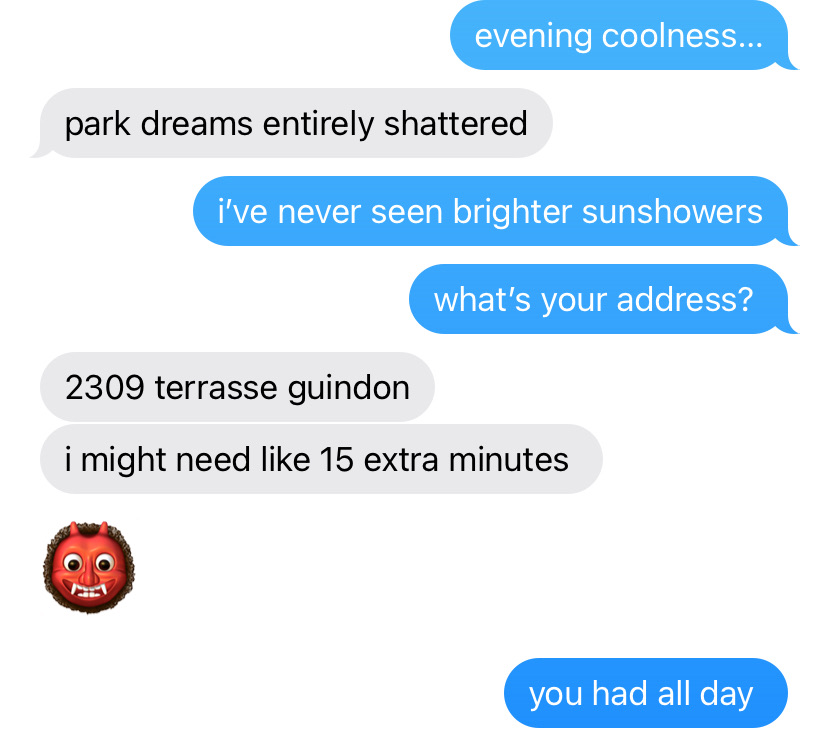 evening coolness...
park dreams entirely shattered
i've never seen brighter sunshowers
what's your address?
2309 terrasse guindon
i might need like 15 extra minutes
you had all day